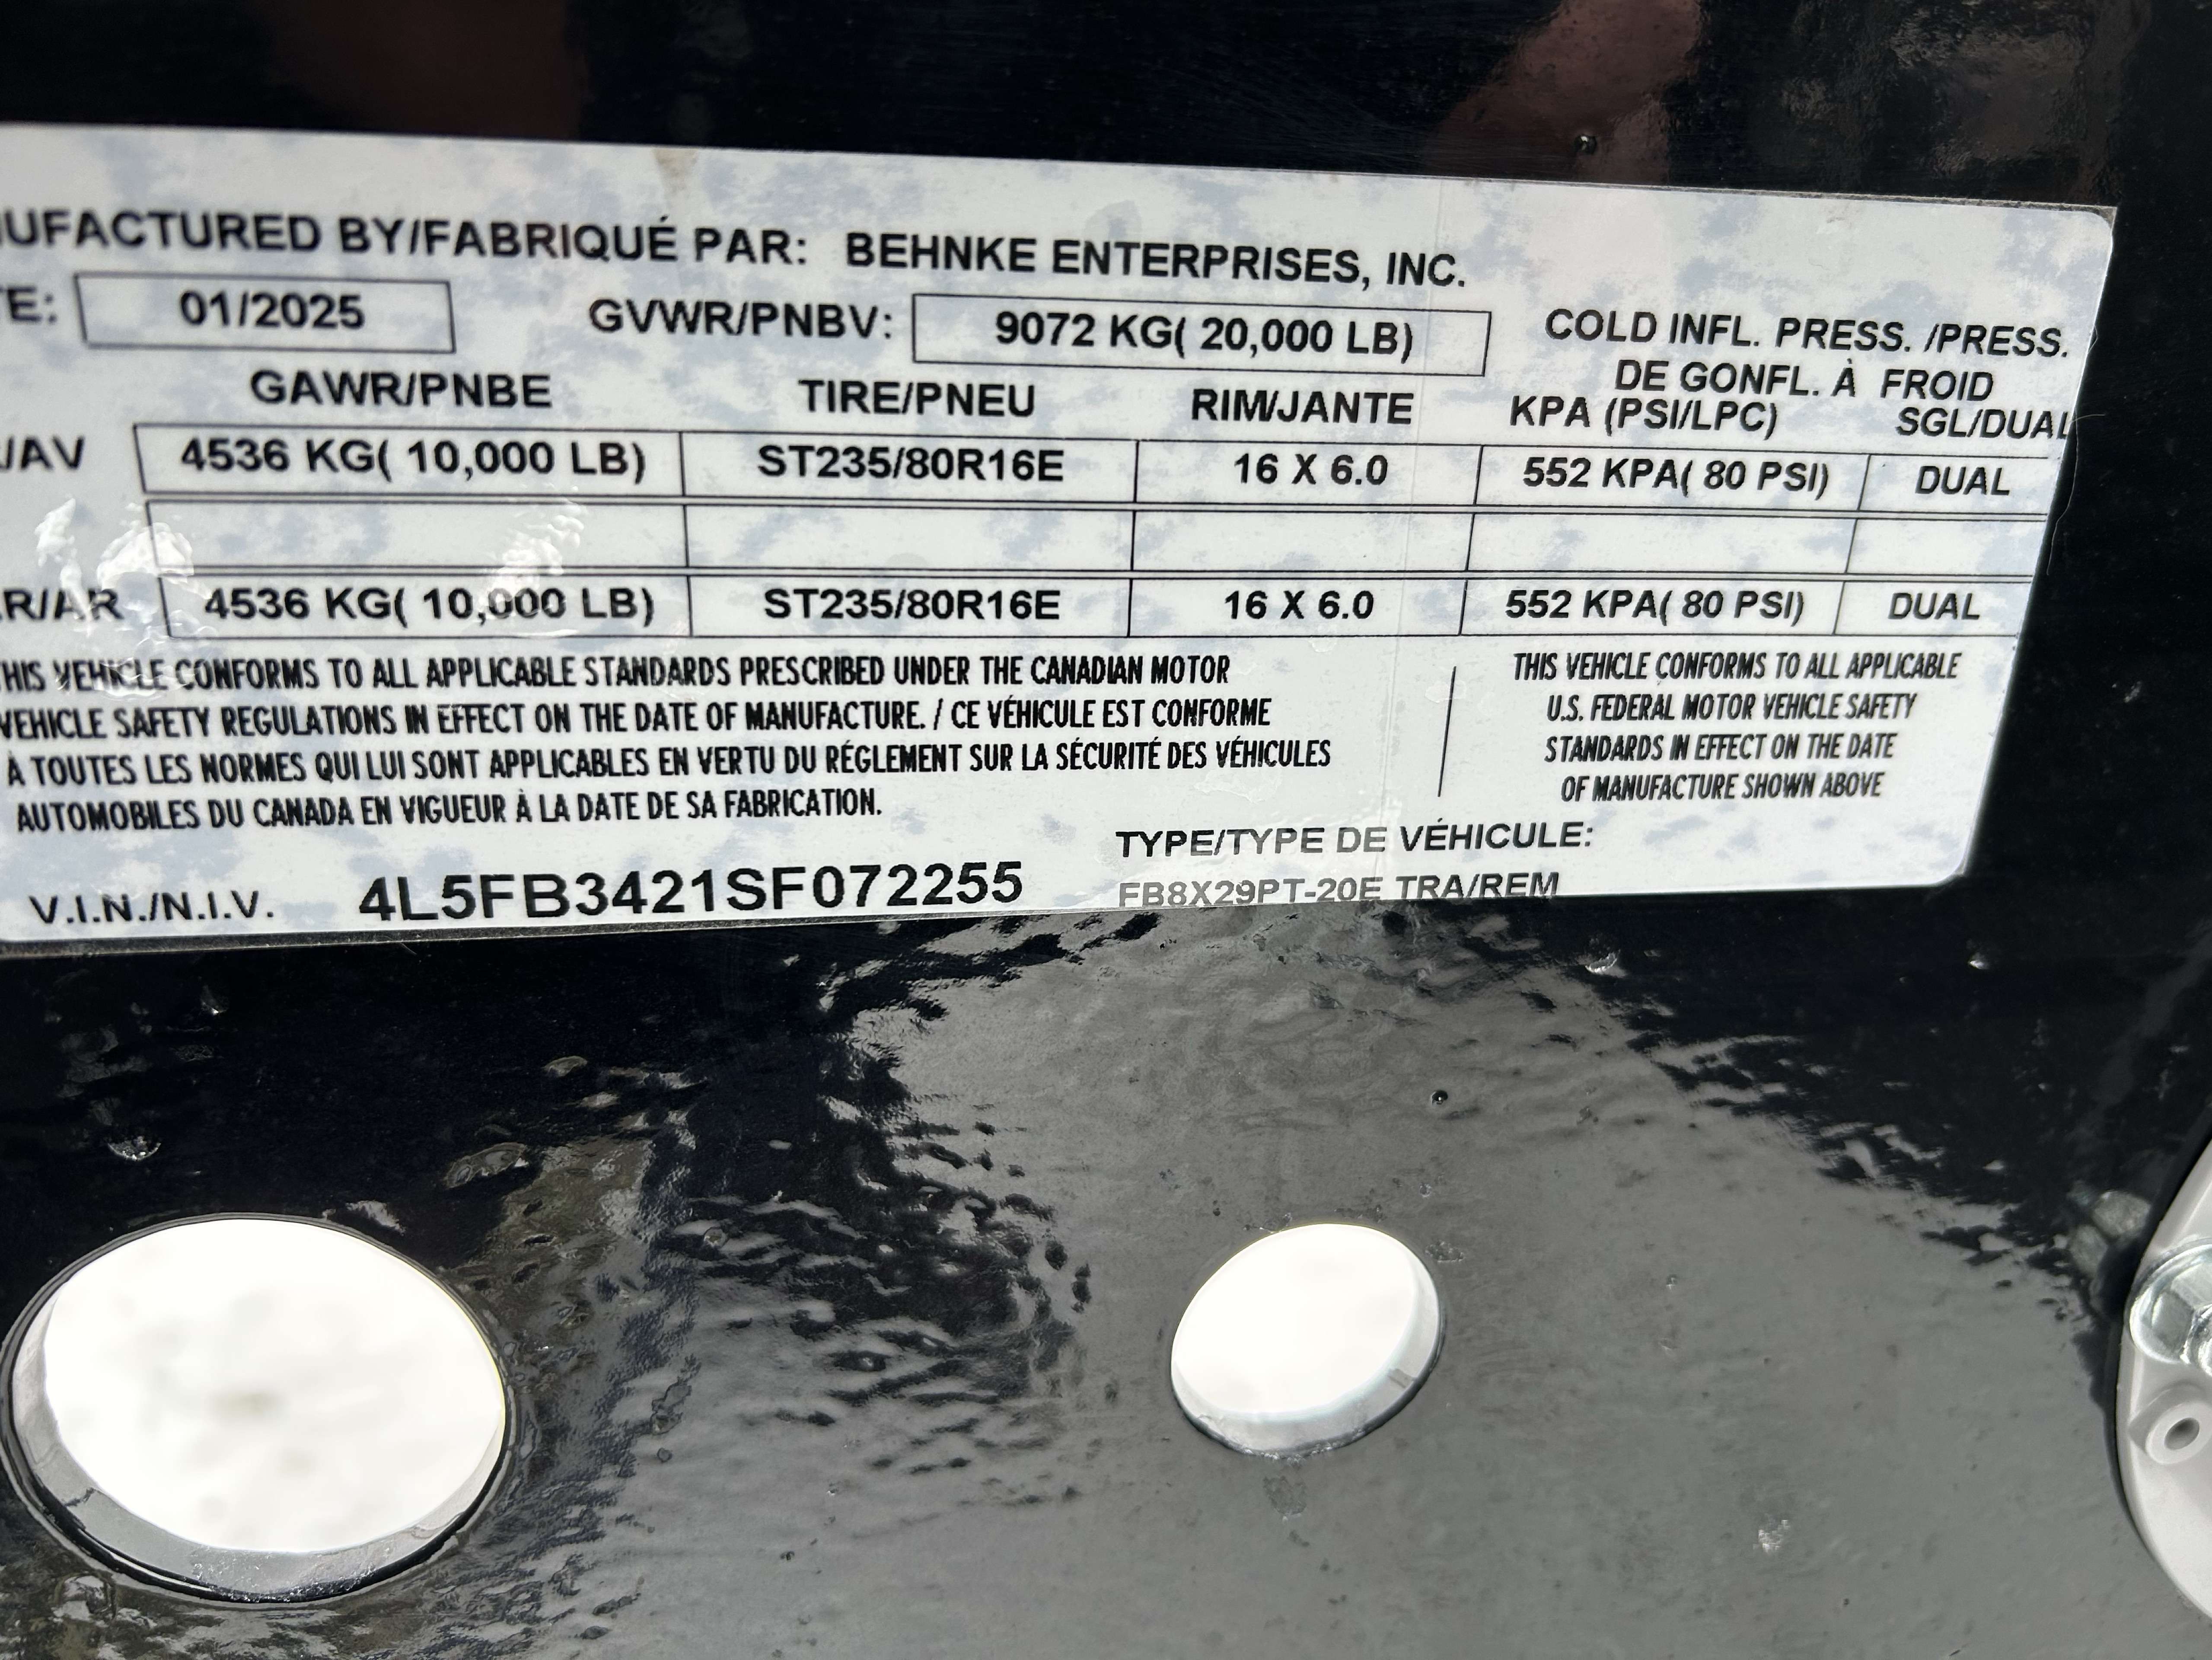 UFACTURED BY/FABRIQUÉ PAR: BEHNKE ENTERPRISES, INC.
E: 01/2025 GVWR/PNBV: 9072 KG( 20,000 LB)
COLD INFL. PRESS. /PRESS.
DE GONFL. À FROID
GAWR/PNBE TIRE/PNEU RIM/JANTE KPA (PSI/LPC) SGL/DUAL
/AV 4536 KG( 10,000 LB) ST235/80R16E 16 X 6.0 552 KPA( 80 PSI) DUAL
R/AR 4536 KG( 10,000 LB) ST235/80R16E 16 X 6.0 552 KPA( 80 PSI) DUAL
HIS VEHICLE CONFORMS TO ALL APPLICABLE STANDARDS PRESCRIBED UNDER THE CANADIAN MOTOR
VEHICLE SAFETY REGULATIONS IN EFFECT ON THE DATE OF MANUFACTURE. / CE VÉHICULE EST CONFORME
À TOUTES LES NORMES QUI LUI SONT APPLICABLES EN VERTU DU RÉGLEMENT SUR LA SÉCURITÉ DES VÉHICULES
AUTOMOBILES DU CANADA EN VIGUEUR À LA DATE DE SA FABRICATION.
THIS VEHICLE CONFORMS TO ALL APPLICABLE
U.S. FEDERAL MOTOR VEHICLE SAFETY
STANDARDS IN EFFECT ON THE DATE
OF MANUFACTURE SHOWN ABOVE
V.I.N./N.I.V. 4L5FB3421SF072255
TYPE/TYPE DE VÉHICULE:
FB8X29PT-20E TRA/REM